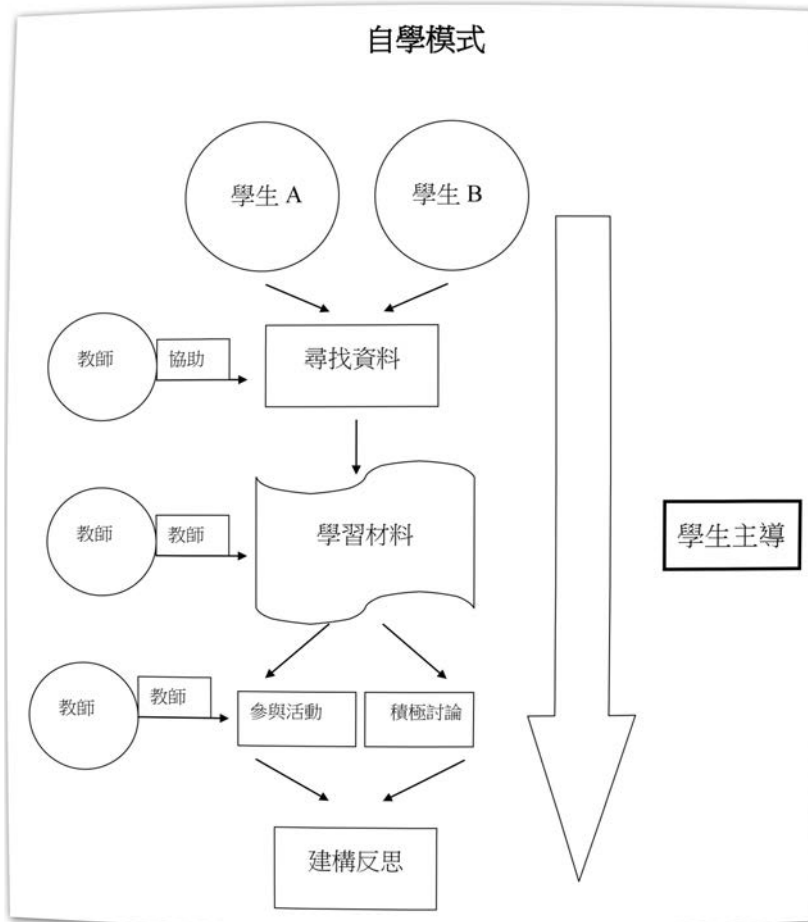 自學模式
學生 A
學生 B
教師
協助
尋找資料
教師
教師
學習材料
學生主導
教師
教師
參與活動
積極討論
建構反思